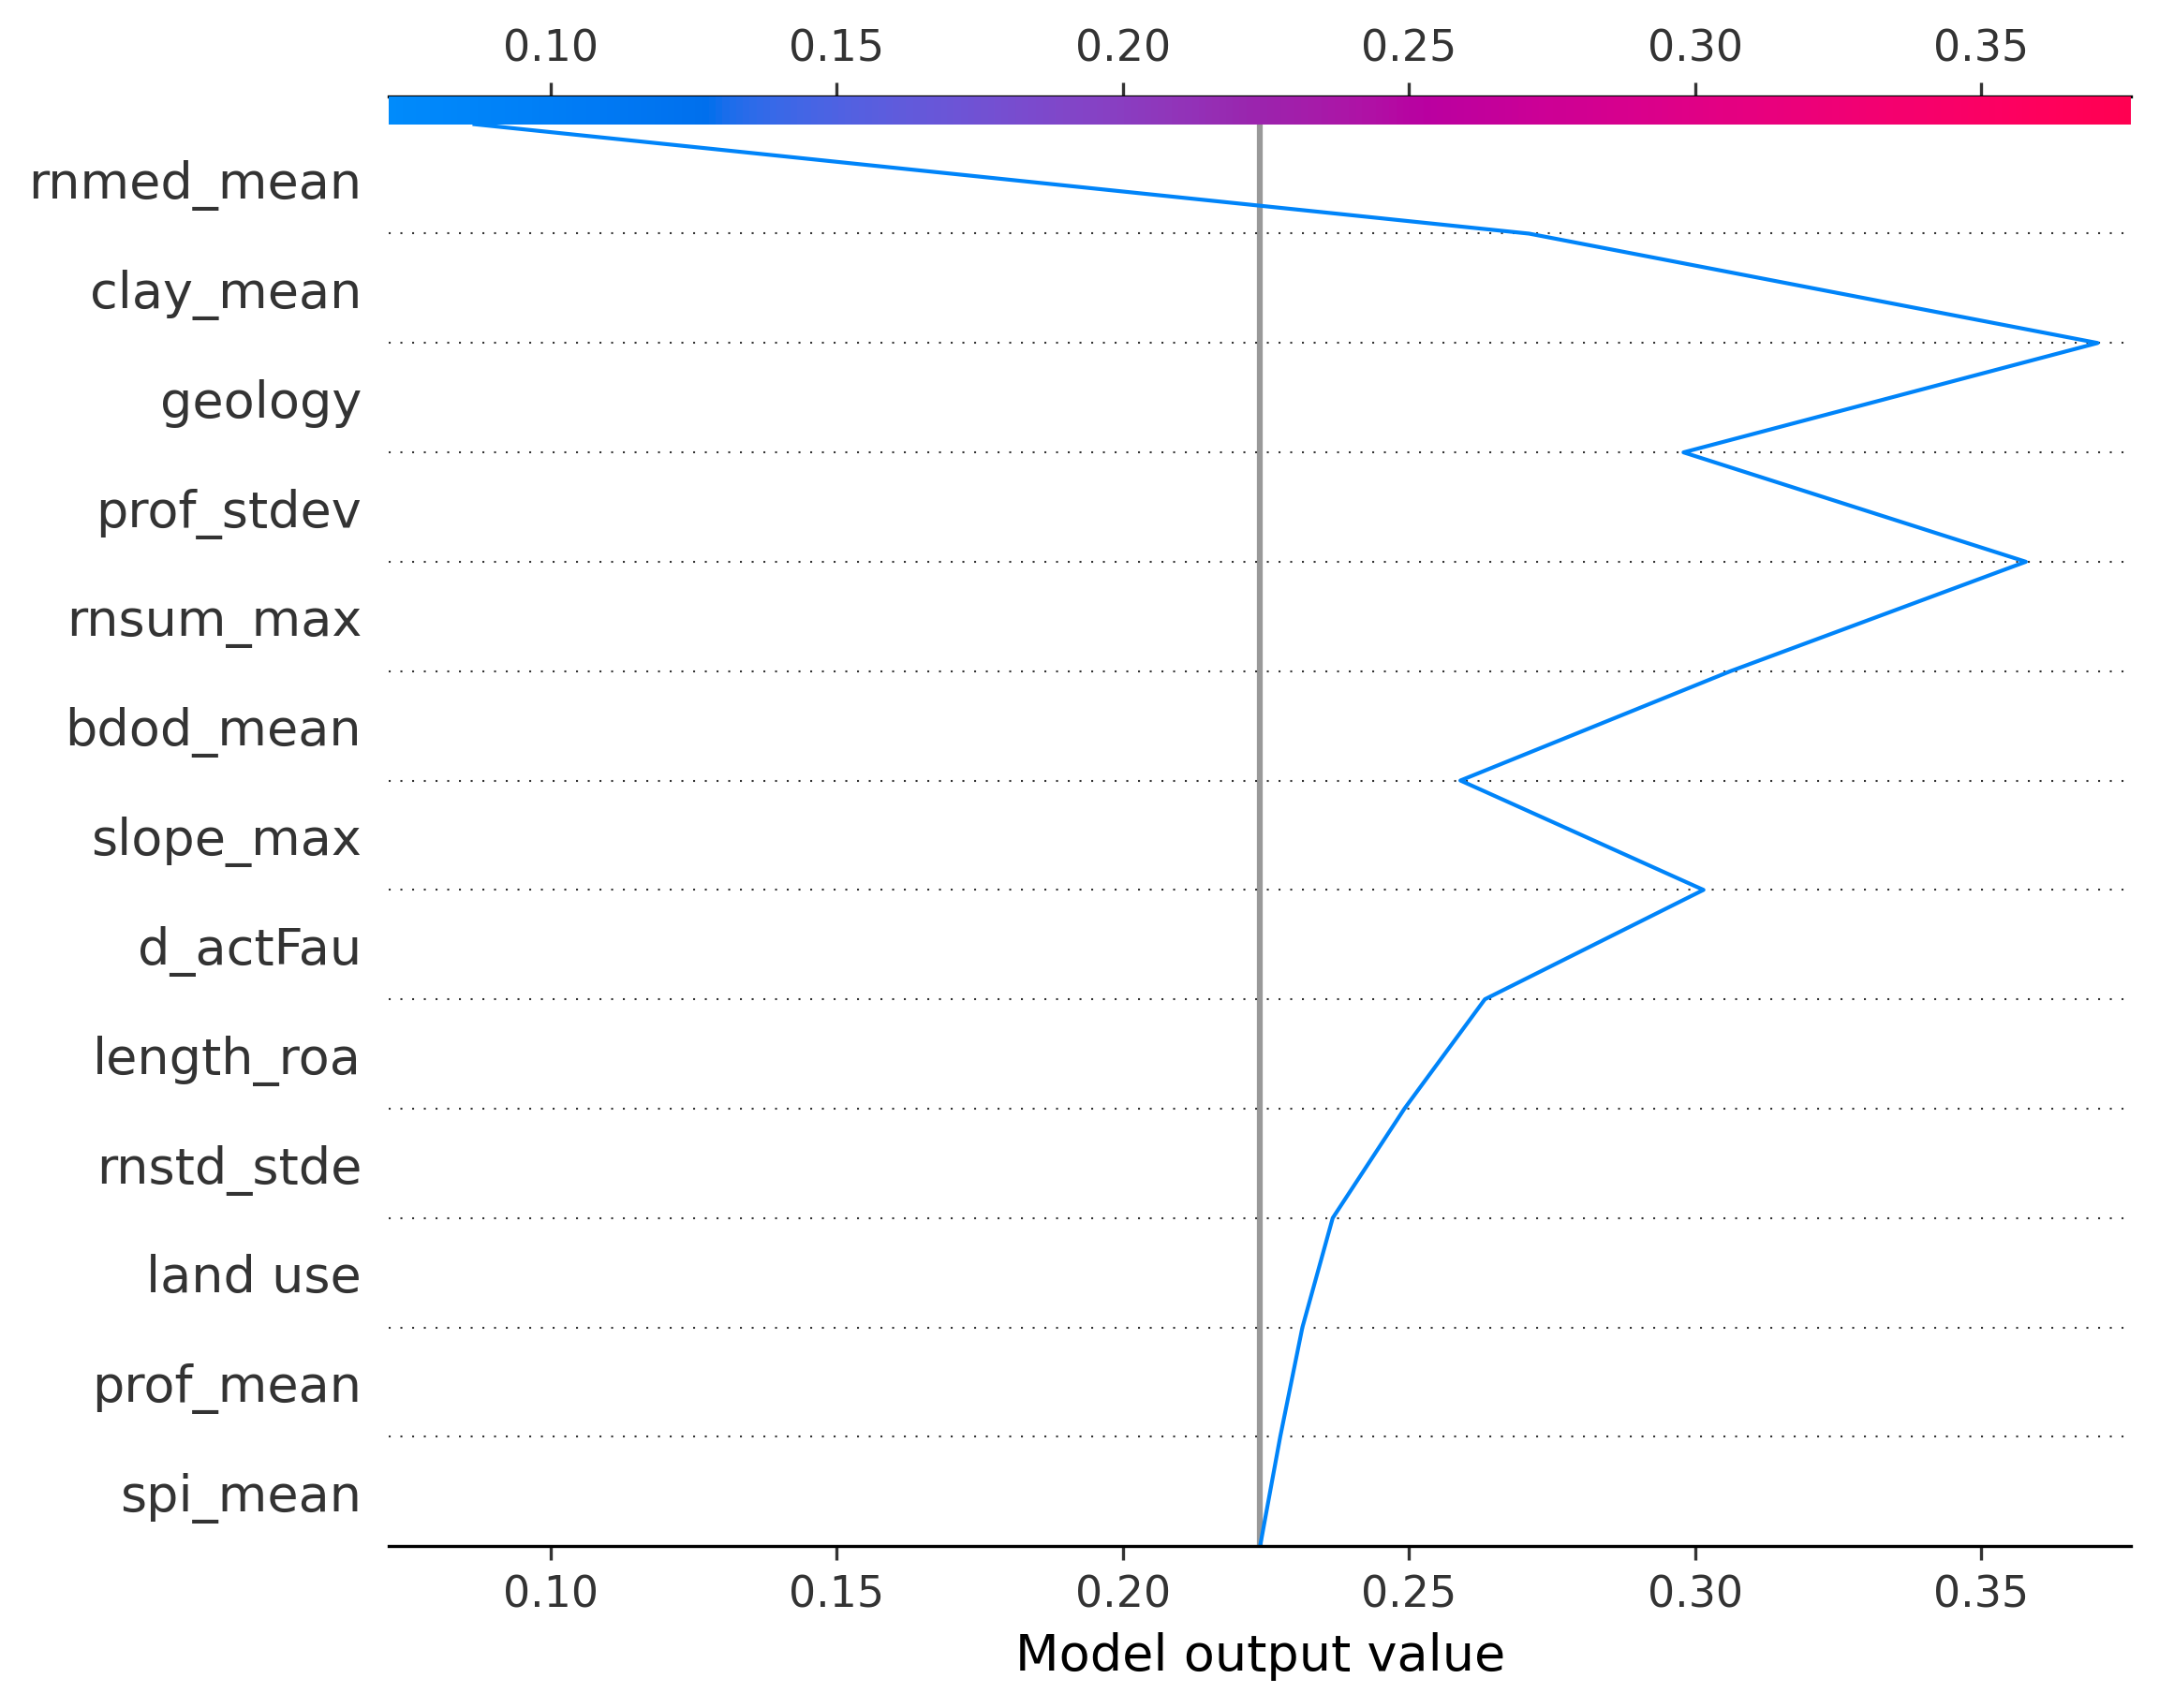 0.10 0.15 0.20 0.25 0.30 0.35
rnmed_mean
clay_mean
geology
prof_stdev
rnsum_max
bdod_mean
slope_max
d_actFau
length_roa
rnstd_stde
land use
prof_mean
spi_mean
0.10 0.15 0.20 0.25 0.30 0.35
Model output value